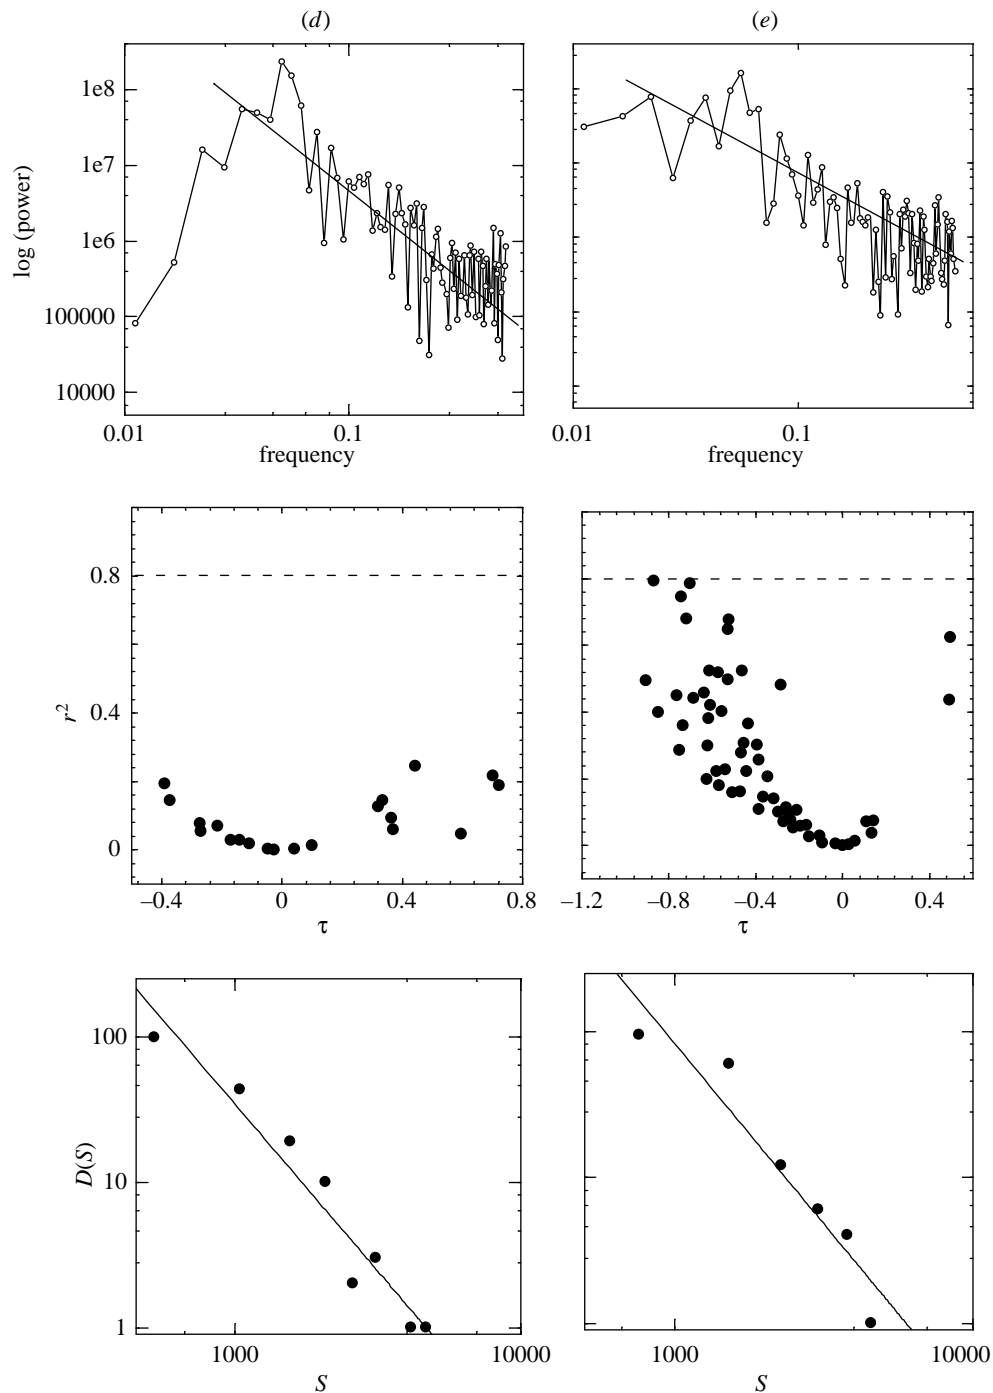 (d) (e)
log (power)
1e8
1e7
1e6
100000
10000
0.01 0.1
frequency
0.01 0.1
frequency
r²
0.8
0.4
0
–0.4 0 0.4 0.8
τ
–1.2 –0.8 –0.4 0 0.4
τ
D(S)
100
10
1
1000 10000
S
1000 10000
S